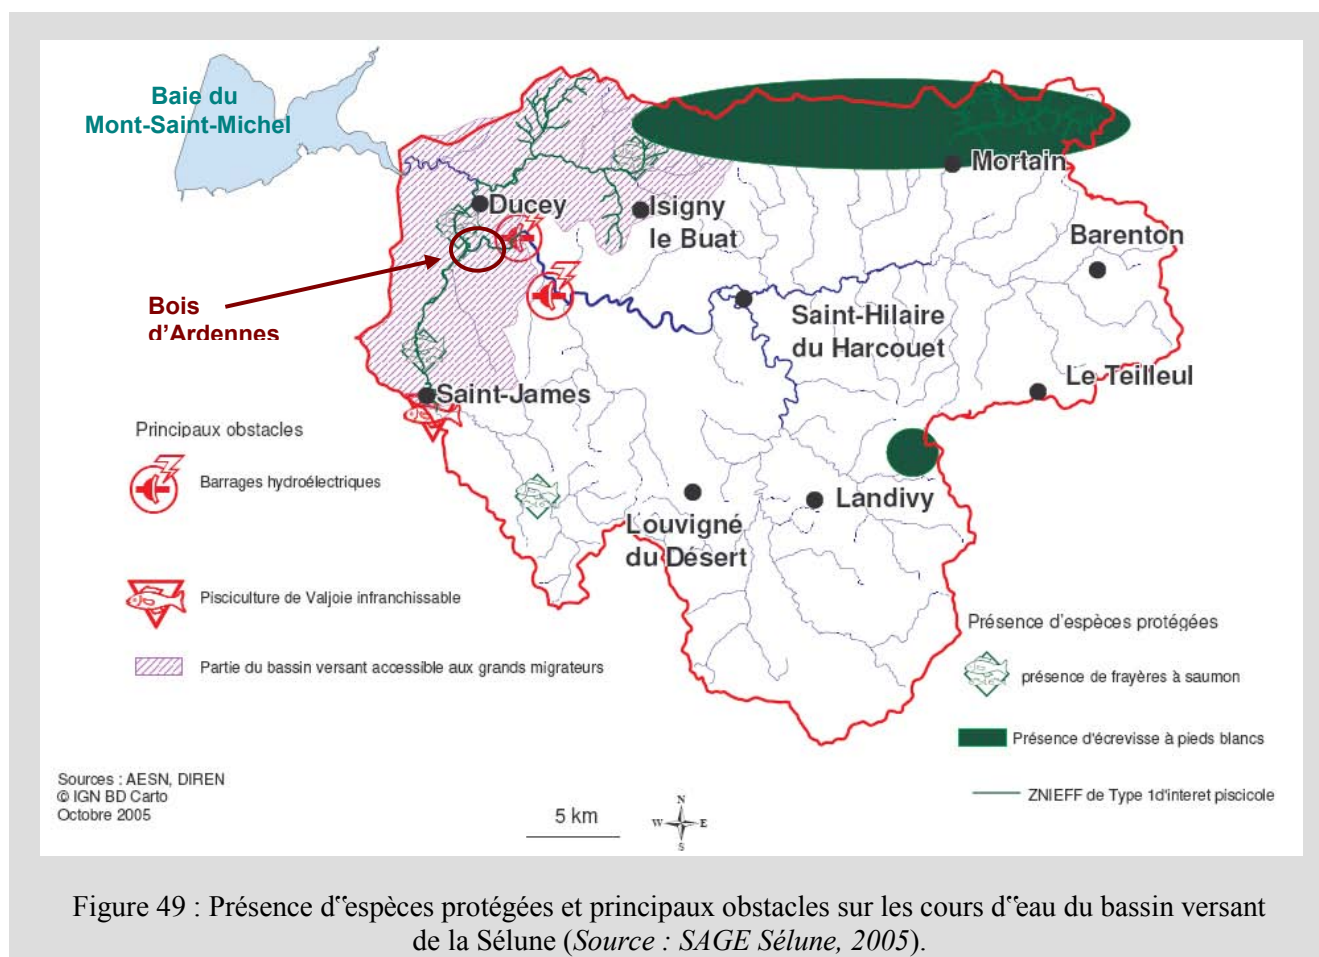 Baie du
Mont-Saint-Michel
Mortain
Ducey
Isigny
le Buat
Barenton
Bois
d’Ardennes
Saint-Hilaire
du Harcouet
Le Teilleul
Saint-James
Principaux obstacles
Barrages hydroélectriques
Landivy
Louvigné
du Désert
Pisciculture de Valjoie infranchissable
Présence d'espèces protégées
Partie du bassin versant accessible aux grands migrateurs
présence de frayères à saumon
Présence d'écrevisse à pieds blancs
Sources : AESN, DIREN
© IGN BD Carto
Octobre 2005
5 km
N
W E
S
ZNIEFF de Type 1d'interet piscicole
Figure 49 : Présence d‟espèces protégées et principaux obstacles sur les cours d‟eau du bassin versant
de la Sélune (Source : SAGE Sélune, 2005).